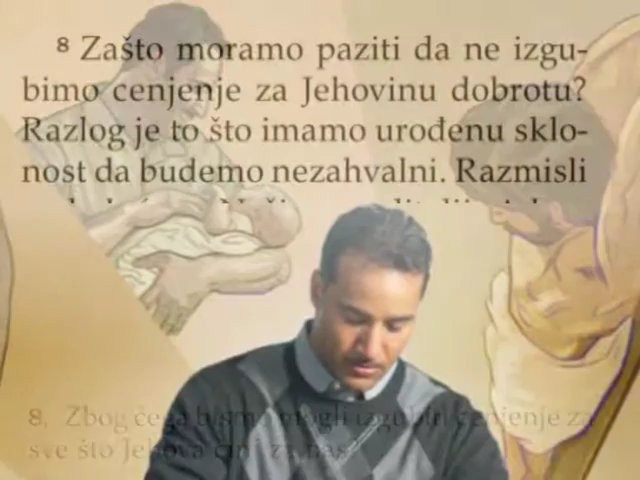 8 Zašto moramo paziti da ne izgu-
bimo cenjenje za Jehovinu dobrotu?
Razlog je to što imamo urođenu sklo-
nost da budemo nezahvalni. Razmisli
8. Zbog čega bismo mogli izgubiti cenjenje za
sve što Jehova čini za nas?